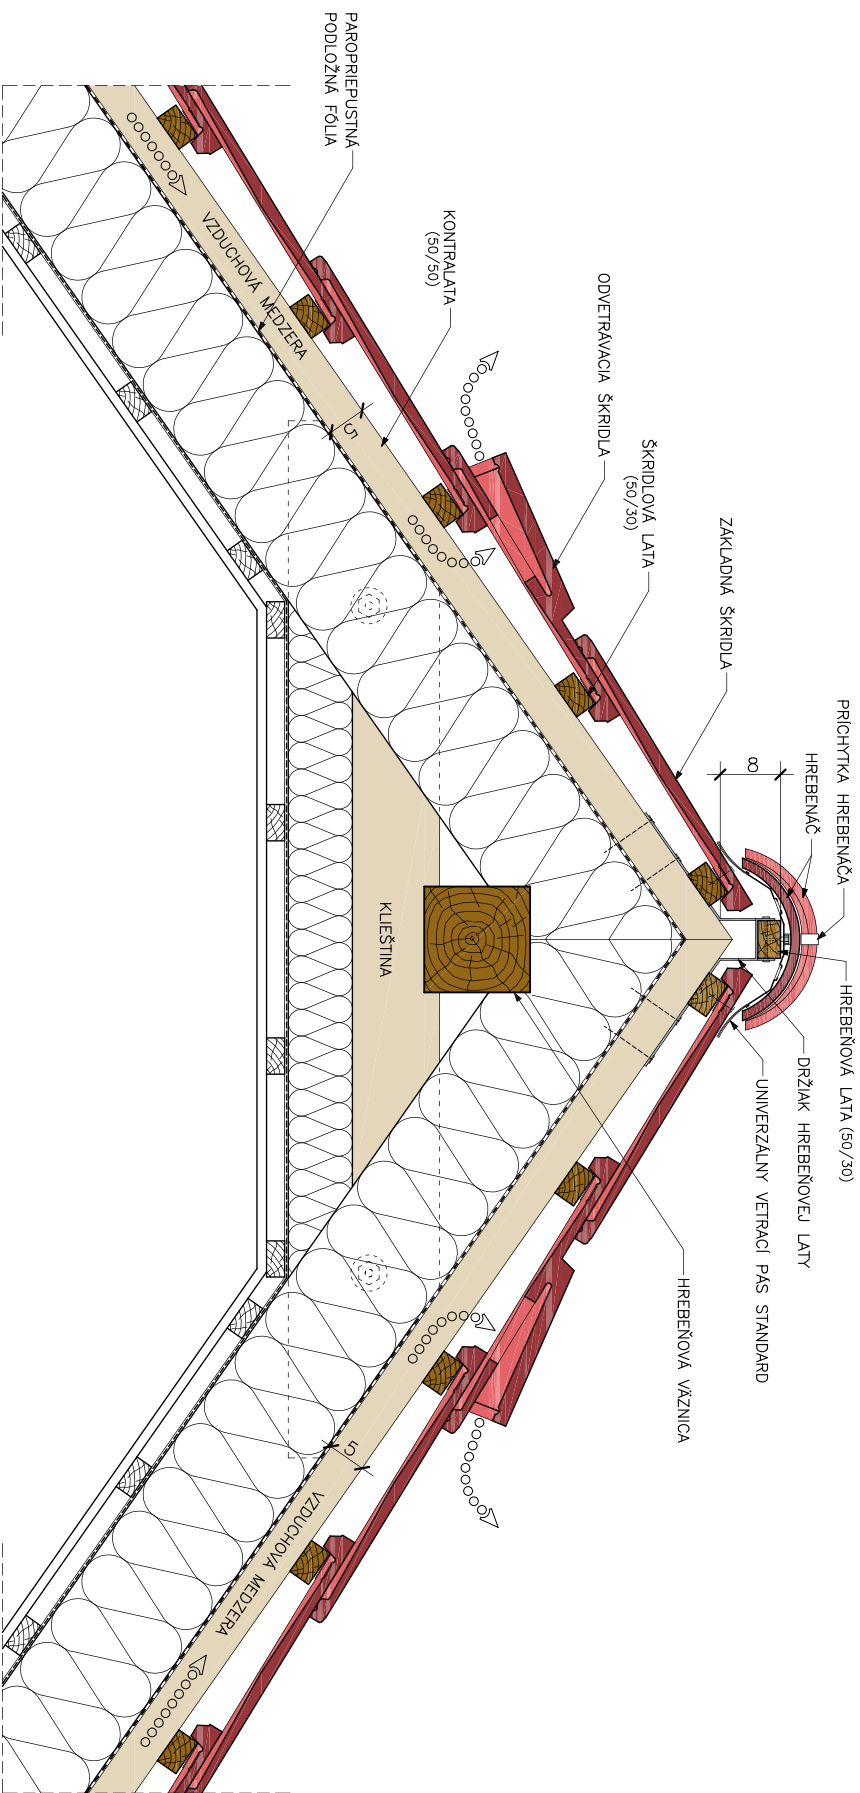 PRÍCHYTKA HREBENÁČA
HREBENÁČ
HREBEŇOVÁ LATA (50/30)
DRŽIAK HREBEŇOVEJ LATY
UNIVERZÁLNY VETRACÍ PÁS STANDARD
8
ZÁKLADNÁ ŠKRIDLA
ŠKRIDLOVÁ LATA
(50/30)
HREBEŇOVÁ VÄZNICA
ODVETRÁVACIA ŠKRIDLA
KONTRALATA
(50/50)
PAROPRIEPUSTNÁ
PODLOŽNÁ FÓLIA
5
5
VZDUCHOVÁ MEDZERA
VZDUCHOVÁ MEDZERA
KLIEŠTINA